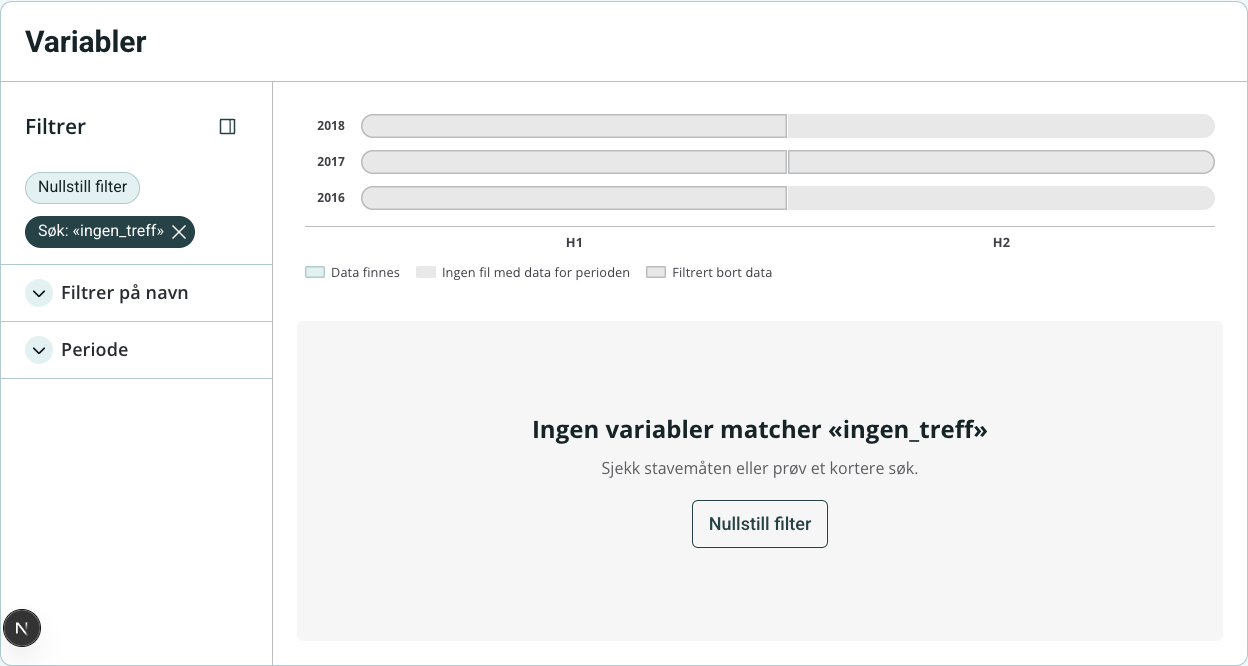 Variabler
Filtrer
Nullstill filter
Søk: «ingen_treff»
Filtrer på navn
Periode
2018
2017
2016
H1 H2
Data finnes Ingen fil med data for perioden Filtrert bort data
Ingen variabler matcher «ingen_treff»
Sjekk stavemåten eller prøv et kortere søk.
Nullstill filter
N